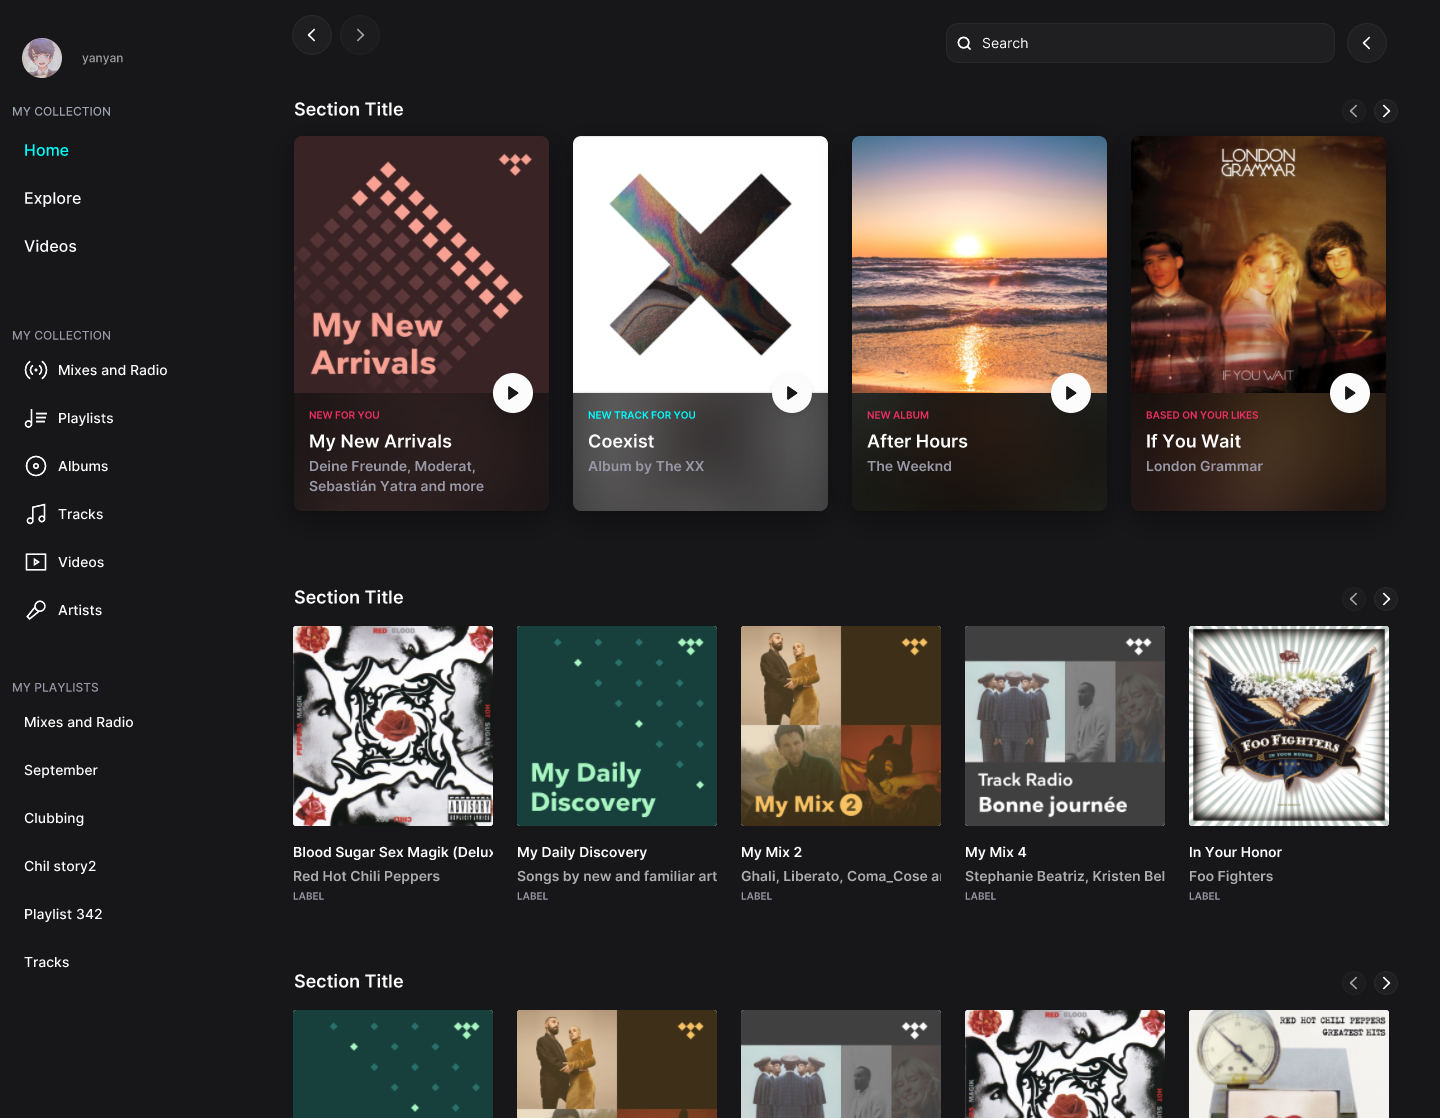 yanyan
Search
MY COLLECTION
Home
Explore
Videos
MY COLLECTION
Mixes and Radio
Playlists
Albums
Tracks
Videos
Artists
MY PLAYLISTS
Mixes and Radio
September
Clubbing
Chil story2
Playlist 342
Tracks
Section Title
My New
Arrivals
NEW FOR YOU
My New Arrivals
Deine Freunde, Moderat,
Sebastián Yatra and more
NEW TRACK FOR YOU
Coexist
Album by The XX
NEW ALBUM
After Hours
The Weeknd
LONDON
GRAMMAR
IF YOU WAIT
BASED ON YOUR LIKES
If You Wait
London Grammar
Section Title
RED BLOOD
MAGIK
PEPPERS
HOT SUGAR
CHILI
ADVISORY
EXPLICIT LYRICS
Blood Sugar Sex Magik (Delux
Red Hot Chili Peppers
LABEL
My Daily
Discovery
My Daily Discovery
Songs by new and familiar art
LABEL
My Mix 2
My Mix 2
Ghali, Liberato, Coma_Cose a
LABEL
Track Radio
Bonne journée
My Mix 4
Stephanie Beatriz, Kristen Bel
LABEL
FOO FIGHTERS
IN YOUR HONOR
In Your Honor
Foo Fighters
LABEL
Section Title
RED BLOOD
RED HOT CHILI PEPPERS
GREATEST HITS